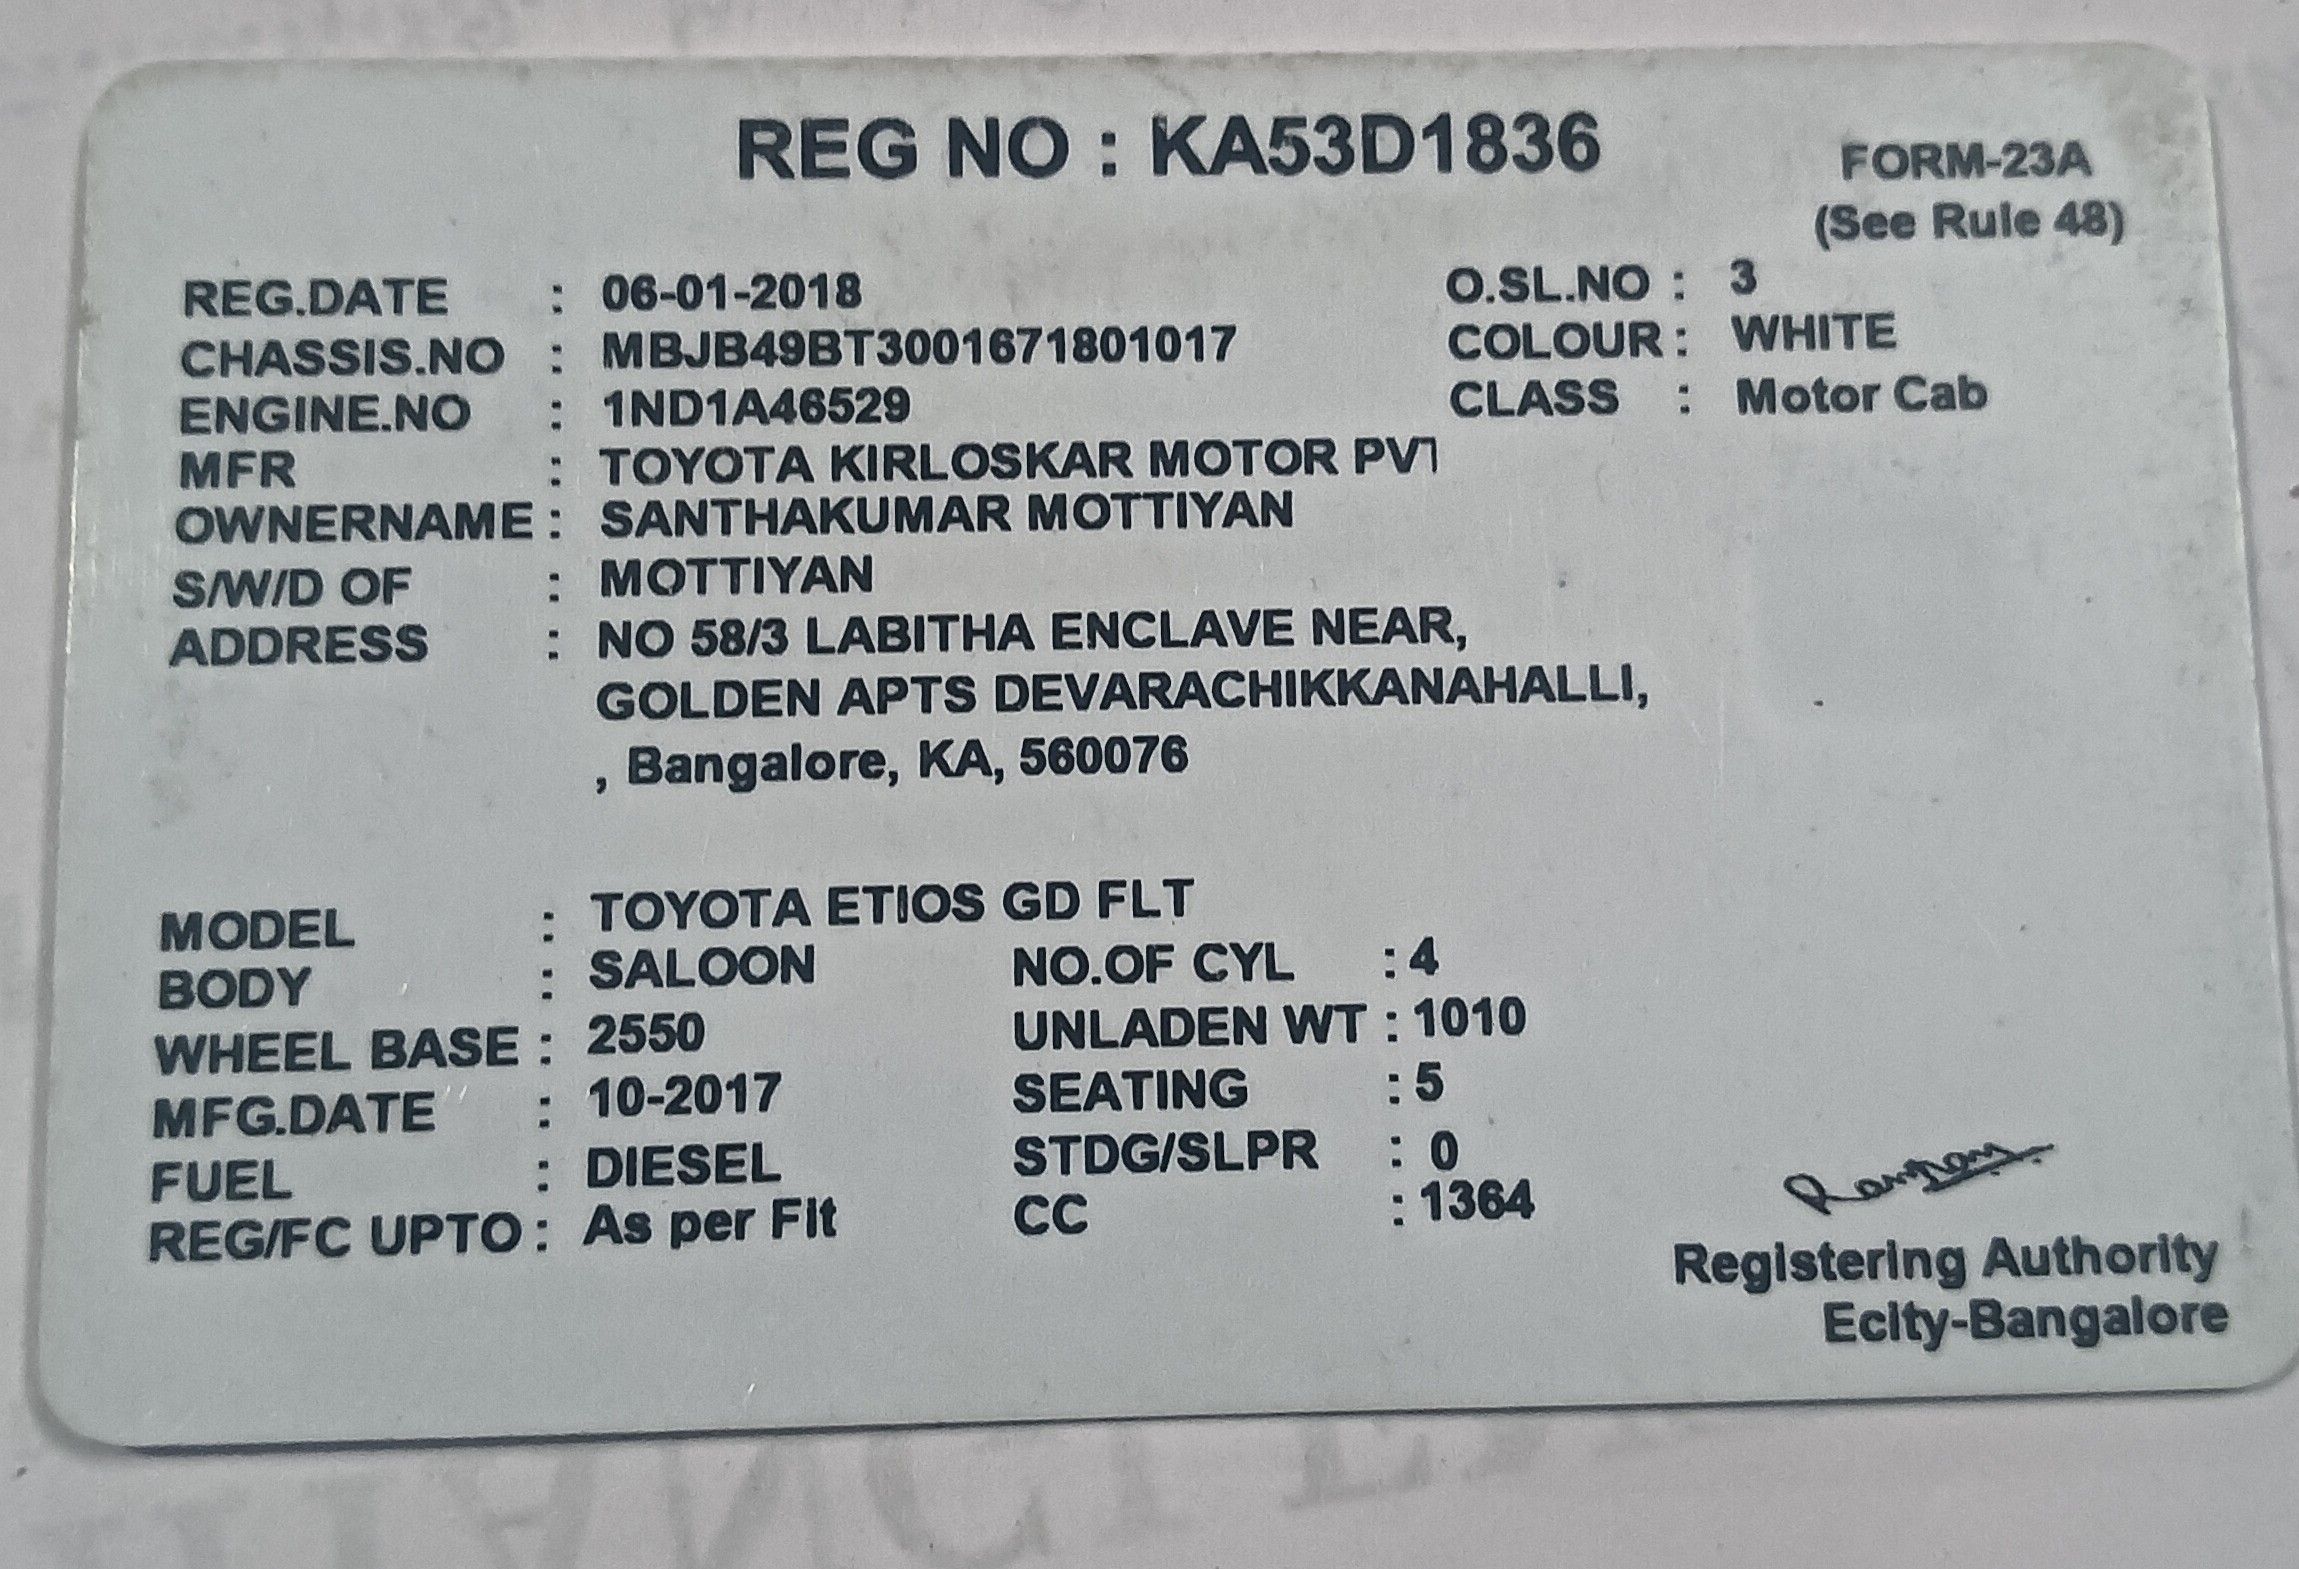 REG NO : KA53D1836
FORM-23A
(See Rule 48)
REG.DATE : 06-01-2018 O.SL.NO : 3
CHASSIS.NO : MBJB49BT3001671801017 COLOUR : WHITE
ENGINE.NO : 1ND1A46529 CLASS : Motor Cab
MFR : TOYOTA KIRLOSKAR MOTOR PVT
OWNERNAME : SANTHAKUMAR MOTTIYAN
S/W/D OF : MOTTIYAN
ADDRESS : NO 58/3 LABITHA ENCLAVE NEAR,
GOLDEN APTS DEVARACHIKKANAHALLI,
, Bangalore, KA, 560076
MODEL : TOYOTA ETIOS GD FLT
BODY : SALOON NO.OF CYL : 4
WHEEL BASE : 2550 UNLADEN WT : 1010
MFG.DATE : 10-2017 SEATING : 5
FUEL : DIESEL STDG/SLPR : 0
REG/FC UPTO : As per Fit CC : 1364
Registering Authority
Ecity-Bangalore